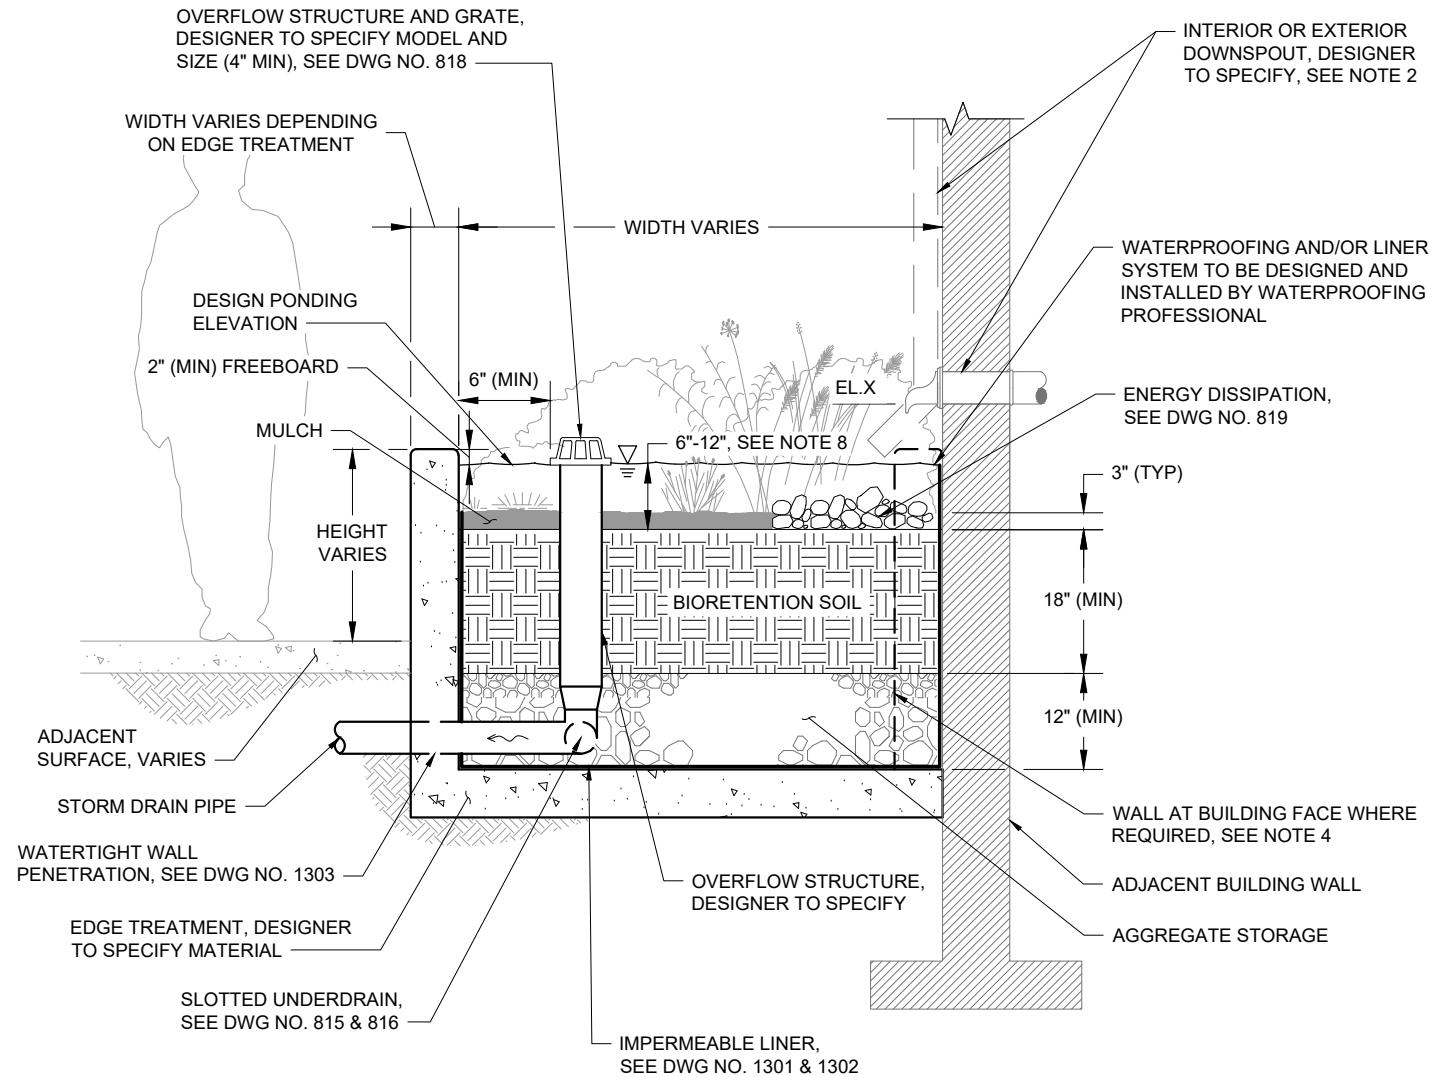 OVERFLOW STRUCTURE AND GRATE,
DESIGNER TO SPECIFY MODEL AND
SIZE (4" MIN), SEE DWG NO. 818
INTERIOR OR EXTERIOR
DOWNSPOUT, DESIGNER
TO SPECIFY, SEE NOTE 2
WIDTH VARIES DEPENDING
ON EDGE TREATMENT
WIDTH VARIES
WATERPROOFING AND/OR LINER
SYSTEM TO BE DESIGNED AND
INSTALLED BY WATERPROOFING
PROFESSIONAL
DESIGN PONDING
ELEVATION
2" (MIN) FREEBOARD
6" (MIN)
EL.X
ENERGY DISSIPATION,
SEE DWG NO. 819
MULCH
6"-12", SEE NOTE 8
3" (TYP)
HEIGHT
VARIES
BIORETENTION SOIL
18" (MIN)
12" (MIN)
ADJACENT
SURFACE, VARIES
STORM DRAIN PIPE
WALL AT BUILDING FACE WHERE
REQUIRED, SEE NOTE 4
WATERTIGHT WALL
PENETRATION, SEE DWG NO. 1303
OVERFLOW STRUCTURE,
DESIGNER TO SPECIFY
ADJACENT BUILDING WALL
EDGE TREATMENT, DESIGNER
TO SPECIFY MATERIAL
AGGREGATE STORAGE
SLOTTED UNDERDRAIN,
SEE DWG NO. 815 & 816
IMPERMEABLE LINER,
SEE DWG NO. 1301 & 1302